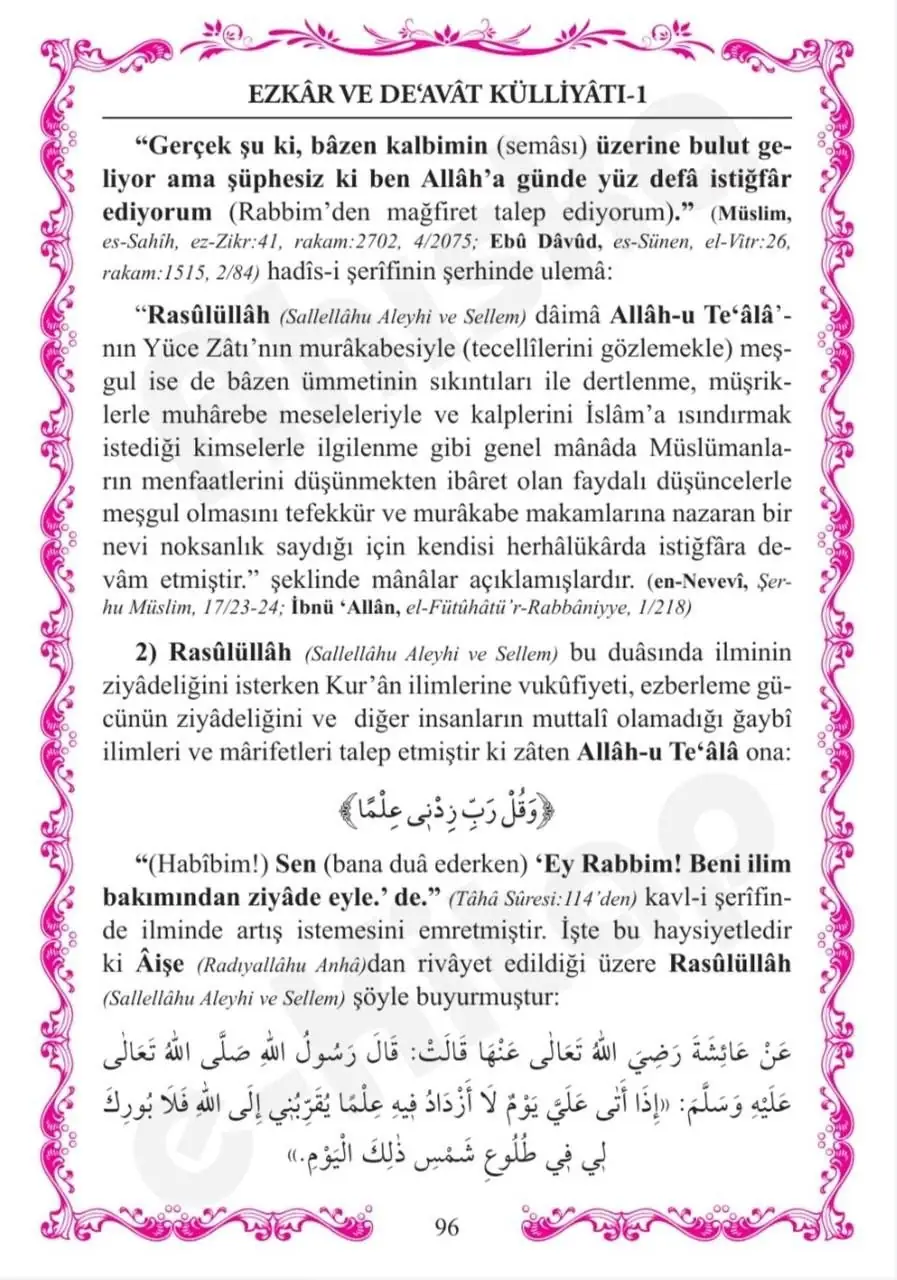 EZKÂR VE DE‘AVÂT KÜLLİYÂTI-1
“Gerçek şu ki, bâzen kalbimin (semâsı) üzerine bulut ge-
liyor ama şüphesiz ki ben Allâh’a günde yüz defâ istiğfâr
ediyorum (Rabbim’den mağfiret talep ediyorum).” (Müslim,
es-Sahîh, ez-Zikr:41, rakam:2702, 4/2075; Ebû Dâvûd, es-Sünen, el-Vitr:26,
rakam:1515, 2/84) hadîs-i şerîfinin şerhinde ulemâ:
“Rasûlüllâh (Sallellâhu Aleyhi ve Sellem) dâimâ Allâh-u Te‘âlâ’-
nın Yüce Zâtı’nın murâkabesiyle (tecellîlerini gözlemekle) meş-
gul ise de bâzen ümmetinin sıkıntıları ile dertlenme, müşrik-
lerle muhârebe meseleleriyle ve kalplerini İslâm’a ısındırmak
istediği kimselerle ilgilenme gibi genel mânâda Müslümanla-
rın menfaatlerini düşünmekten ibâret olan faydalı düşüncelerle
meşgul olmasını tefekkür ve murâkabe makamlarına nazaran bir
nevi noksanlık saydığı için kendisi herhâlükârda istiğfâra de-
vâm etmiştir.” şeklinde mânâlar açıklamışlardır. (en-Nevevî, Şer-
hu Müslim, 17/23-24; İbnü ‘Allân, el-Fütûhâtü’r-Rabbâniyye, 1/218)
2) Rasûlüllâh (Sallellâhu Aleyhi ve Sellem) bu duâsında ilminin
ziyâdeliğini isterken Kur’ân ilimlerine vukûfiyeti, ezberleme gü-
cünün ziyâdeliğini ve diğer insanların muttalî olamadığı ğaybî
ilimleri ve mârifetleri talep etmiştir ki zâten Allâh-u Te‘âlâ ona:
﴿وَقُلْ رَبِّ زِدْنٖى عِلْمًا﴾
“(Habîbim!) Sen (bana duâ ederken) ‘Ey Rabbim! Beni ilim
bakımından ziyâde eyle.’ de.” (Tâhâ Sûresi:114’den) kavl-i şerîfin-
de ilminde artış istemesini emretmiştir. İşte bu haysiyetledir
ki Âişe (Radıyallâhu Anhâ)dan rivâyet edildiği üzere Rasûlüllâh
(Sallellâhu Aleyhi ve Sellem) şöyle buyurmuştur:
عَنْ عَائِشَةَ رَضِيَ اللّٰهُ تَعَالٰى عَنْهَا قَالَتْ: قَالَ رَسُولُ اللّٰهِ صَلَّى اللّٰهُ تَعَالٰى
عَلَيْهِ وَسَلَّمَ: «إِذَا أَتٰى عَلَيَّ يَوْمٌ لَا أَزْدَادُ فٖيهِ عِلْمًا يُقَرِّبُنٖي إِلَى اللّٰهِ فَلَا بُورِكَ
لٖي فٖي طُلُوعِ شَمْسِ ذٰلِكَ الْيَوْمِ.»
96